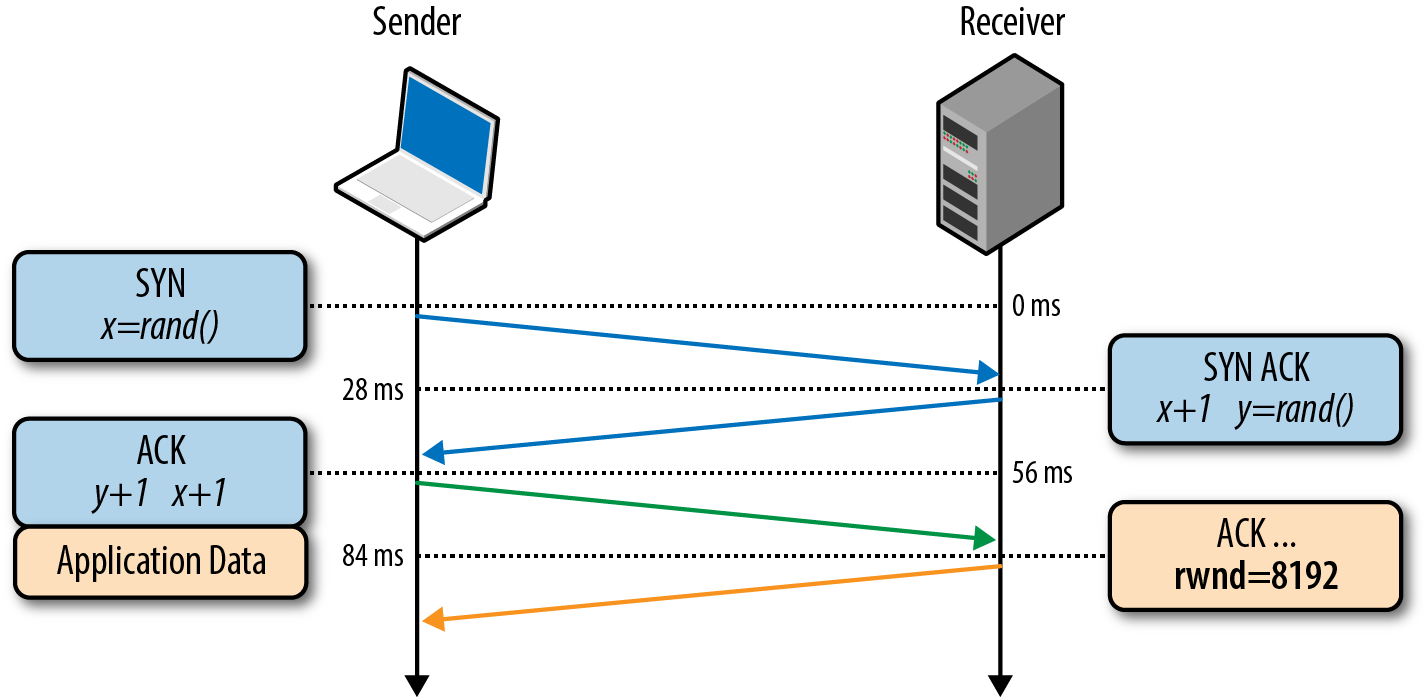 Sender
Receiver
SYN
x=rand()
0 ms
28 ms
SYN ACK
x+1 y=rand()
ACK
y+1 x+1
56 ms
Application Data
84 ms
ACK ...
rwnd=8192